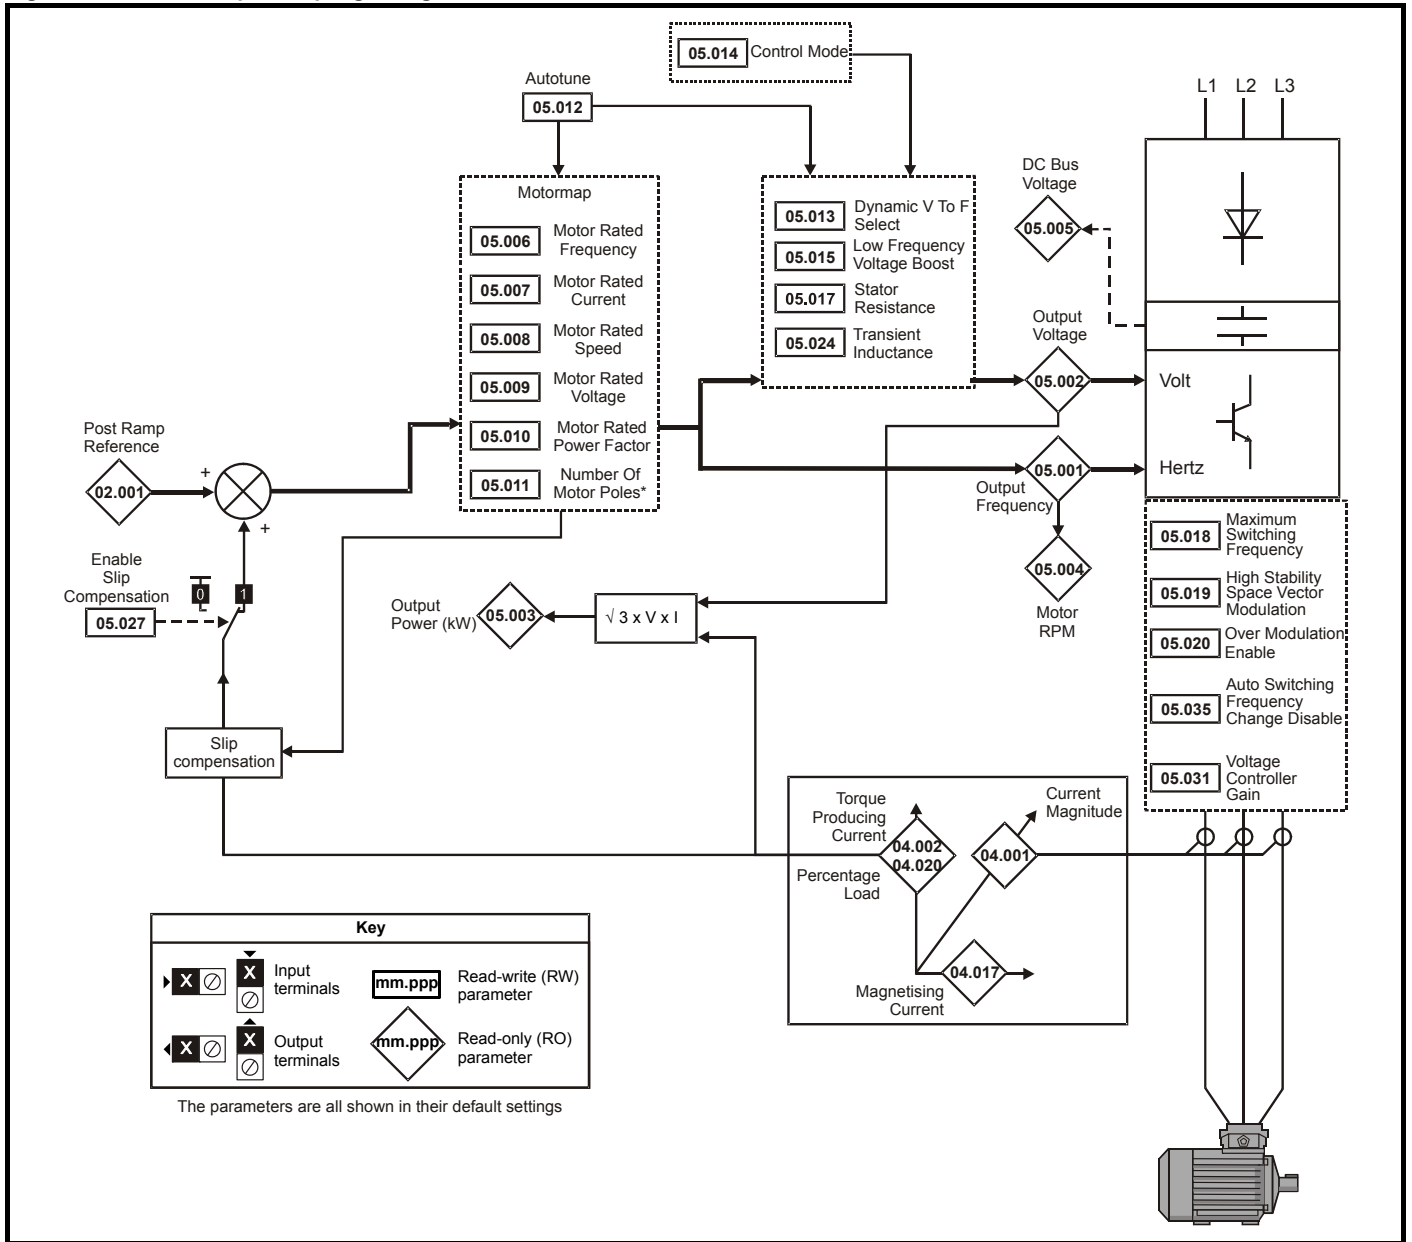 05.014 Control Mode
Autotune
05.012
L1 L2 L3
Motormap
05.006
Motor Rated
Frequency
05.007
Motor Rated
Current
05.008
Motor Rated
Speed
05.009
Motor Rated
Voltage
05.010
Motor Rated
Power Factor
05.011
Number Of
Motor Poles*
05.013
Dynamic V To F
Select
05.015
Low Frequency
Voltage Boost
05.017
Stator
Resistance
05.024
Transient
Inductance
DC Bus
Voltage
05.005
Output
Voltage
05.002
Volt
05.001
Hertz
Output
Frequency
05.004
Motor
RPM
Post Ramp
Reference
02.001
+
+
Enable
Slip
Compensation
05.027
0
1
Output
Power (kW)
05.003
√ 3 x V x I
Slip
compensation
05.018
Maximum
Switching
Frequency
05.019
High Stability
Space Vector
Modulation
05.020
Over Modulation
Enable
05.035
Auto Switching
Frequency
Change Disable
05.031
Voltage
Controller
Gain
Torque
Producing
Current
04.002
04.020
Percentage
Load
Current
Magnitude
04.001
04.017
Magnetising
Current
Key
X
X
Input
terminals
mm.ppp
Read-write (RW)
parameter
X
X
Output
terminals
mm.ppp
Read-only (RO)
parameter
The parameters are all shown in their default settings